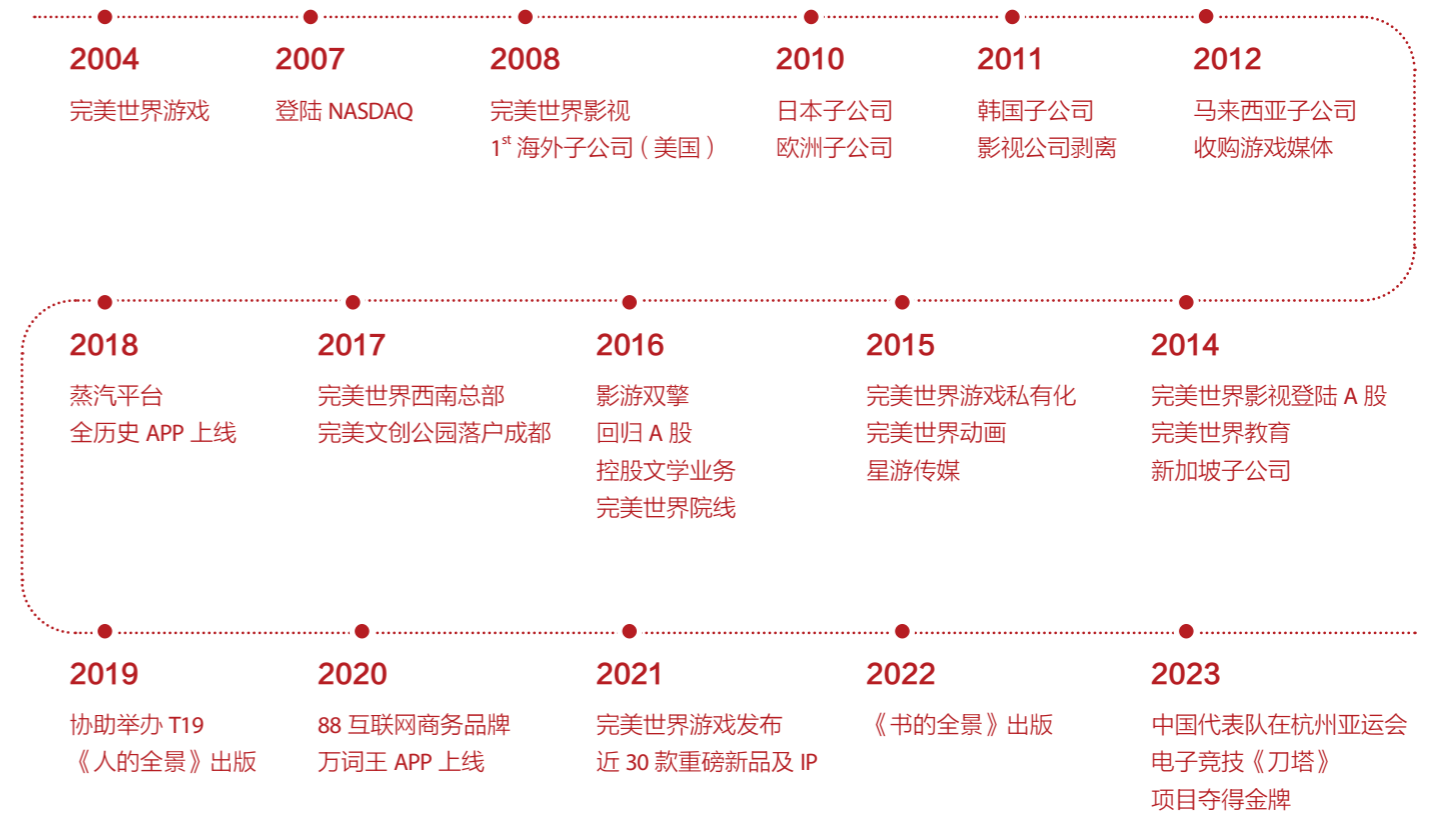 2004
完美世界游戏
2007
登陆 NASDAQ
2008
完美世界影视
1st 海外子公司（美国）
2010
日本子公司
欧洲子公司
2011
韩国子公司
影视公司剥离
2012
马来西亚子公司
收购游戏媒体
2014
完美世界影视登陆 A 股
完美世界教育
新加坡子公司
2015
完美世界游戏私有化
完美世界动画
星游传媒
2016
影游双擎
回归 A 股
控股文学业务
完美世界院线
2017
完美世界西南总部
完美文创公园落户成都
2018
蒸汽平台
全历史 APP 上线
2019
协助举办 T19
《人的全景》出版
2020
88 互联网商务品牌
万词王 APP 上线
2021
完美世界游戏发布
近 30 款重磅新品及 IP
2022
《书的全景》出版
2023
中国代表队在杭州亚运会
电子竞技《刀塔》
项目夺得金牌